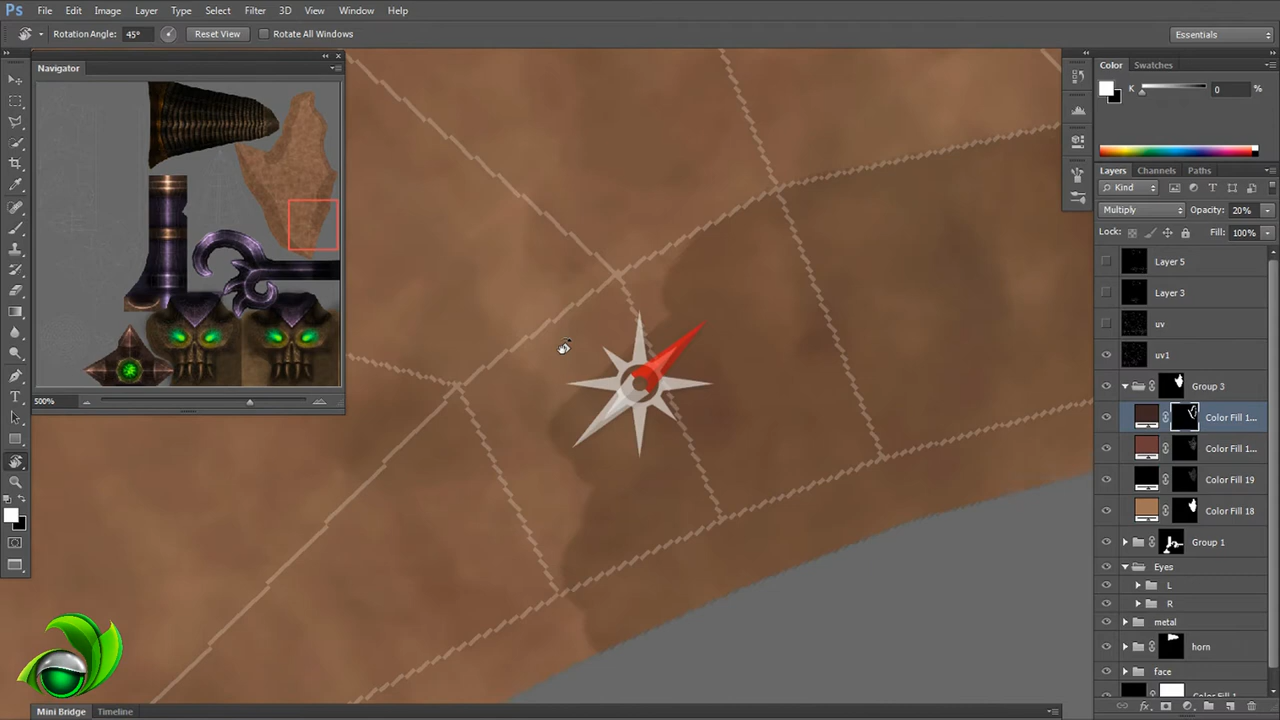 Ps File Edit Image Layer Type Select Filter 3D View Window Help
Rotation Angle: 45° Reset View Rotate All Windows Essentials
Navigator
500%
Color Swatches
K 0 %
Layers Channels Paths
Kind
Multiply Opacity: 20%
Lock: Fill: 100%
Layer 5
Layer 3
uv
uv1
Group 3
Color Fill 1...
Color Fill 1...
Color Fill 19
Color Fill 18
Group 1
Eyes
L
R
metal
horn
face
Color Fill 1
Mini Bridge Timeline